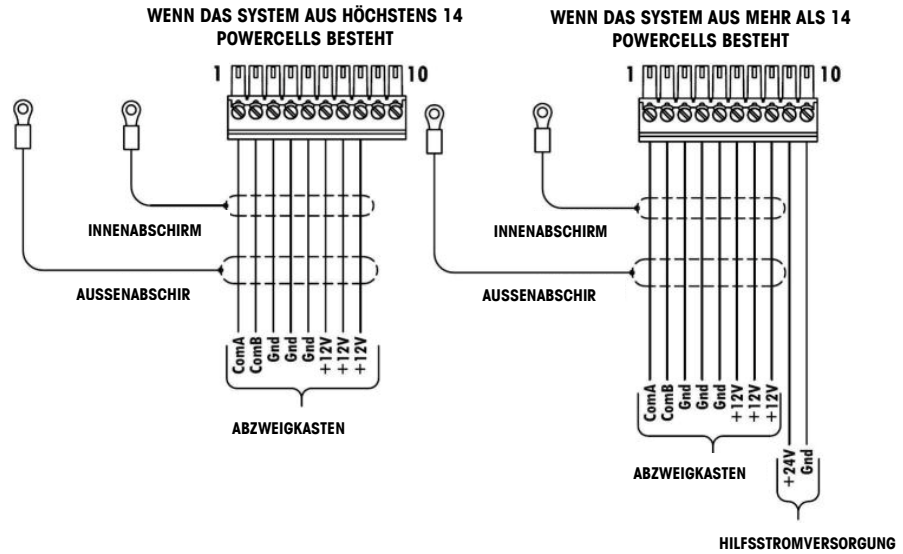 WENN DAS SYSTEM AUS HÖCHSTENS 14
POWERCELLS BESTEHT
1
10
INNENABSCHIRM
AUSSENABSCHIR
ComA
ComB
Gnd
Gnd
Gnd
+12V
+12V
+12V
ABZWEIGKASTEN
WENN DAS SYSTEM AUS MEHR ALS 14
POWERCELLS BESTEHT
1
10
INNENABSCHIRM
AUSSENABSCHIR
ComA
ComB
Gnd
Gnd
Gnd
+12V
+12V
+12V
ABZWEIGKASTEN
+24V
Gnd
HILFSSTROMVERSORGUNG